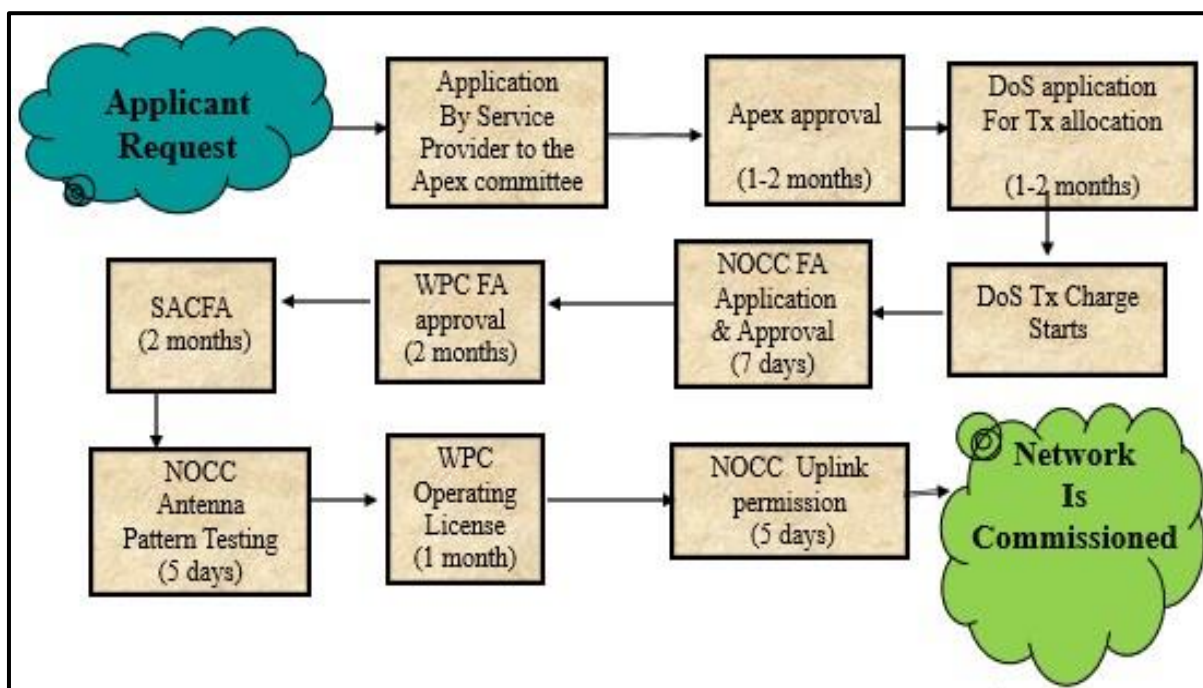 Applicant
Request
Application
By Service
Provider to the
Apex committee
Apex approval
(1-2 months)
DoS application
For Tx allocation
(1-2 months)
DoS Tx Charge
Starts
NOCC FA
Application
& Approval
(7 days)
WPC FA
approval
(2 months)
SACFA
(2 months)
NOCC
Antenna
Pattern Testing
(5 days)
WPC
Operating
License
(1 month)
NOCC Uplink
permission
(5 days)
Network
Is
Commissioned